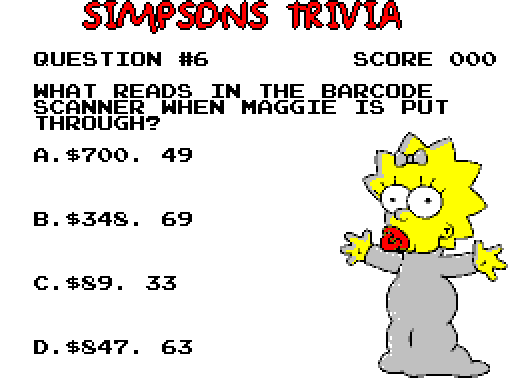 SIMPSONS TRIVIA
QUESTION #6 SCORE 000
WHAT READS IN THE BARCODE
SCANNER WHEN MAGGIE IS PUT
THROUGH?
A.$700. 49
B.$348. 69
C.$89. 33
D.$847. 63